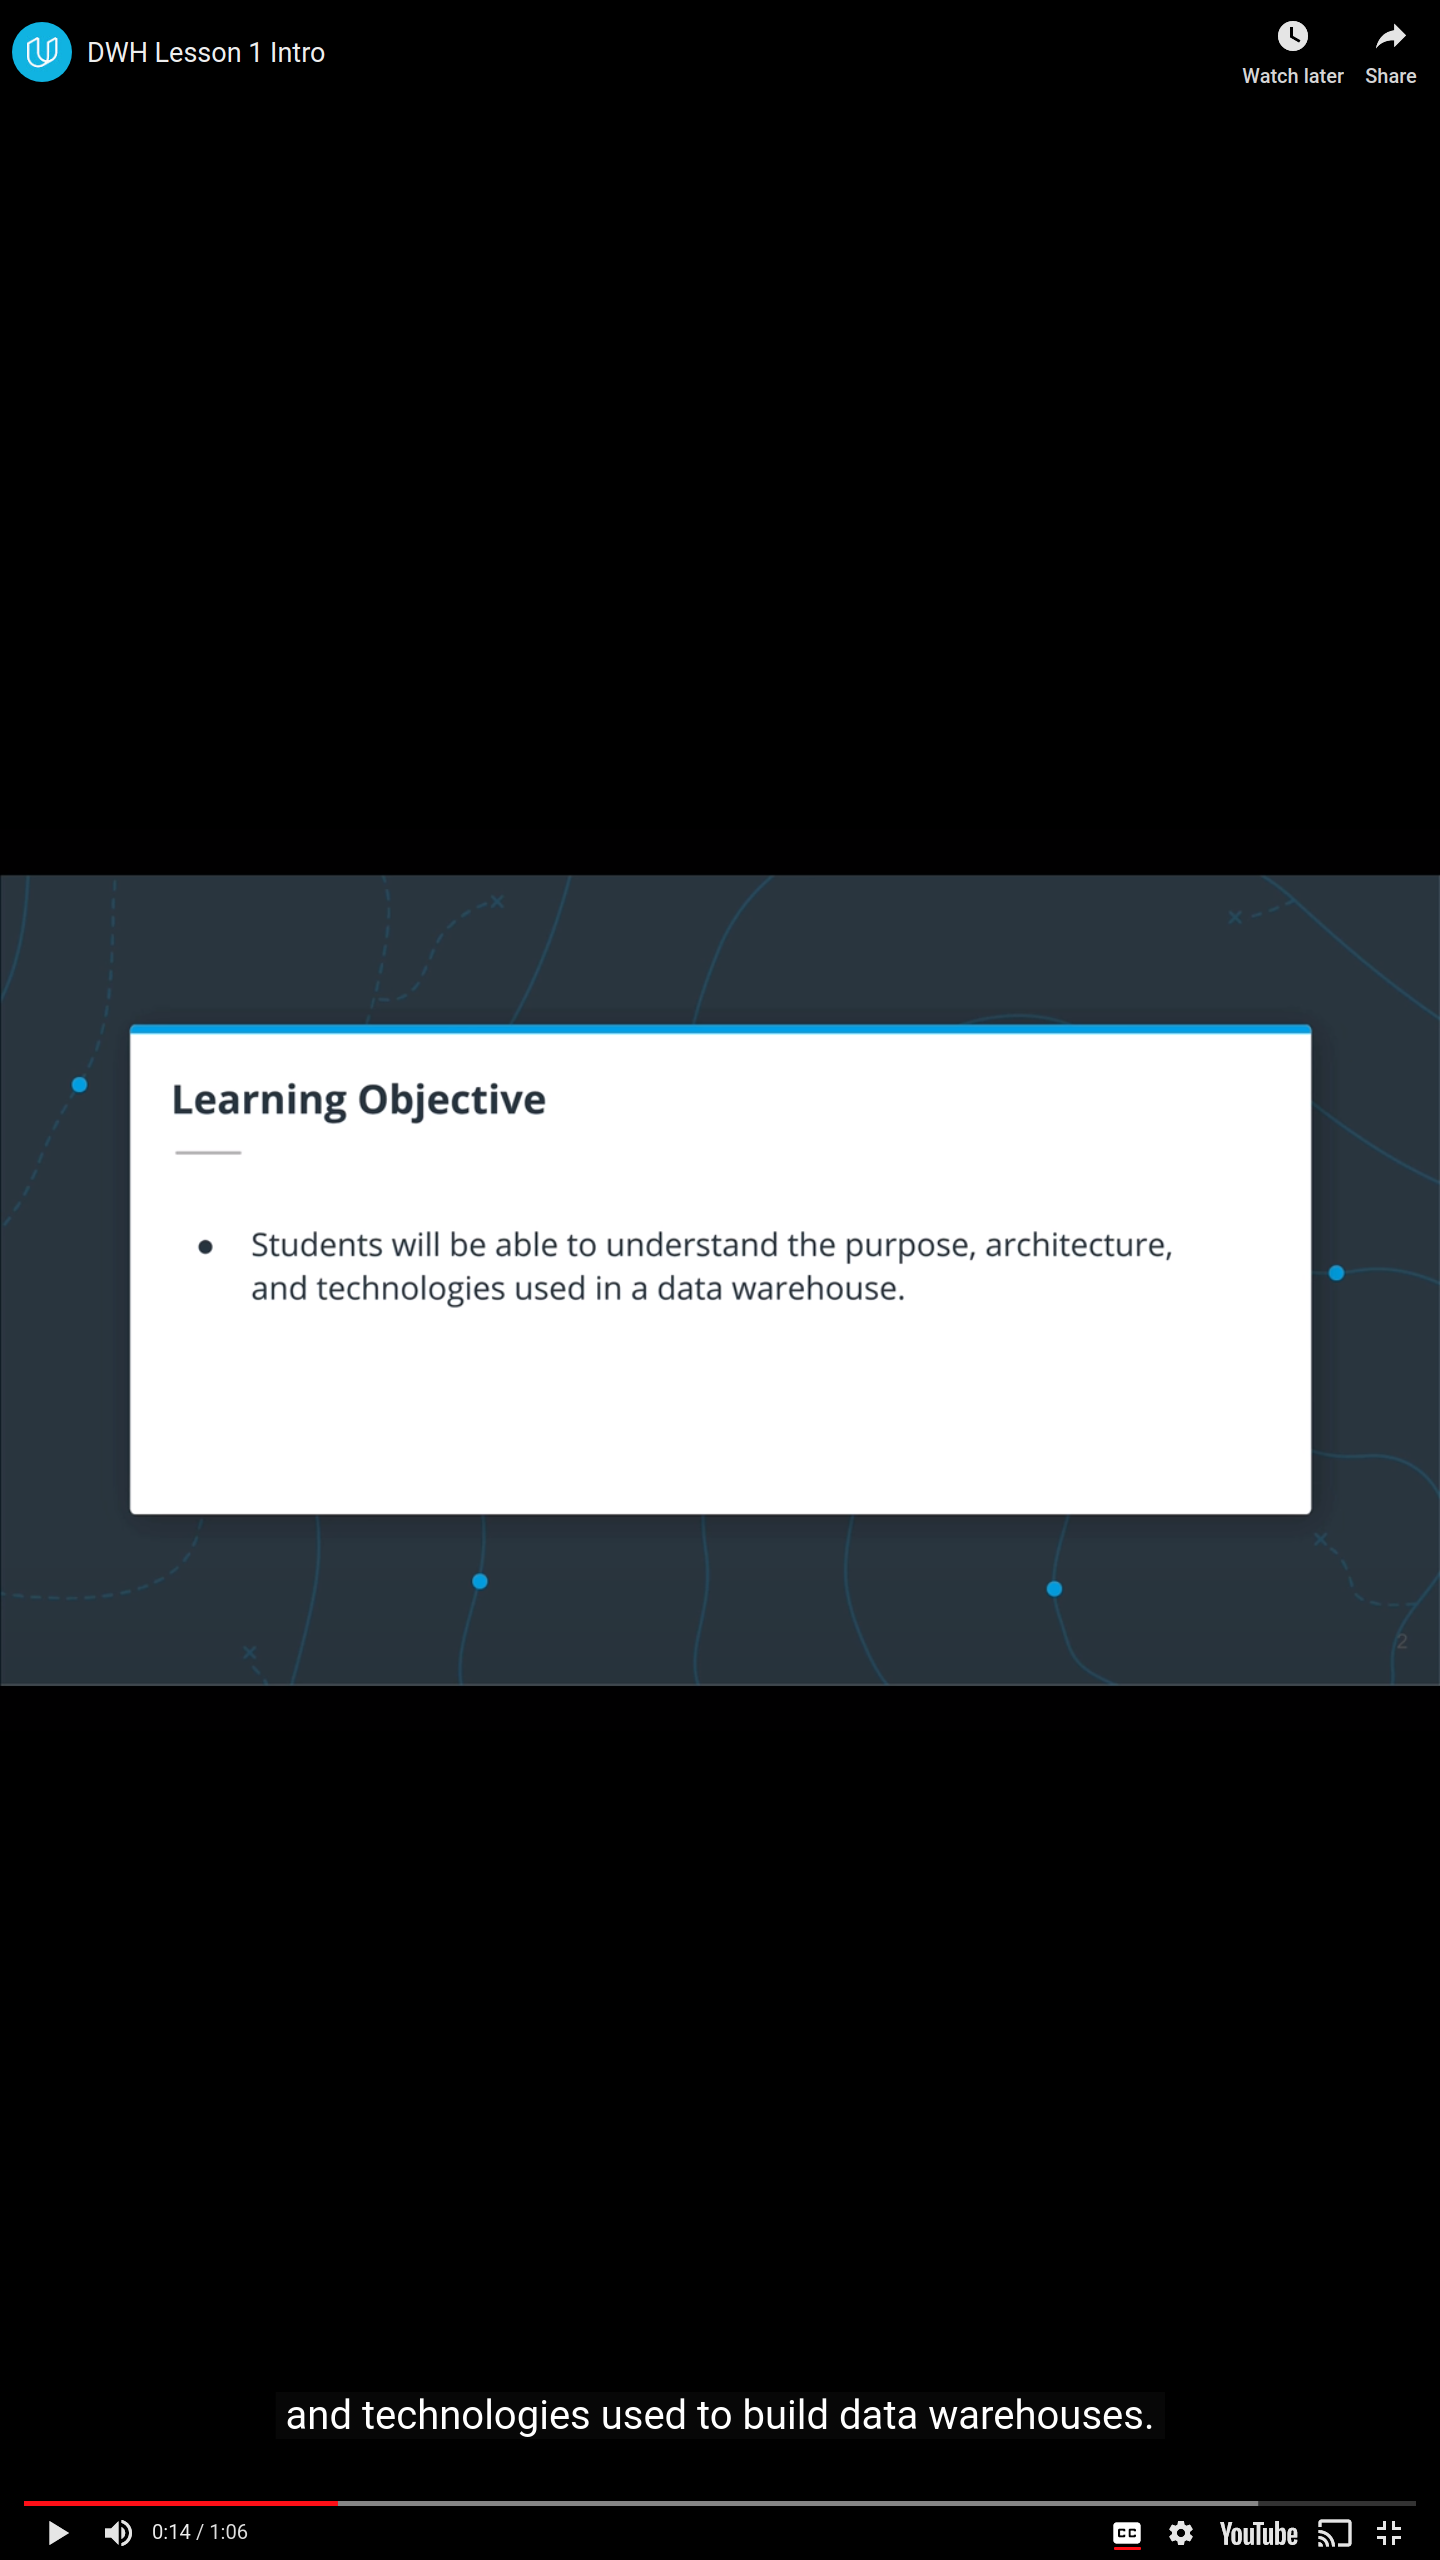 DWH Lesson 1 Intro
Watch later
Share
Learning Objective
● Students will be able to understand the purpose, architecture,
and technologies used in a data warehouse.
2
and technologies used to build data warehouses.
0:14 / 1:06
CC
YouTube